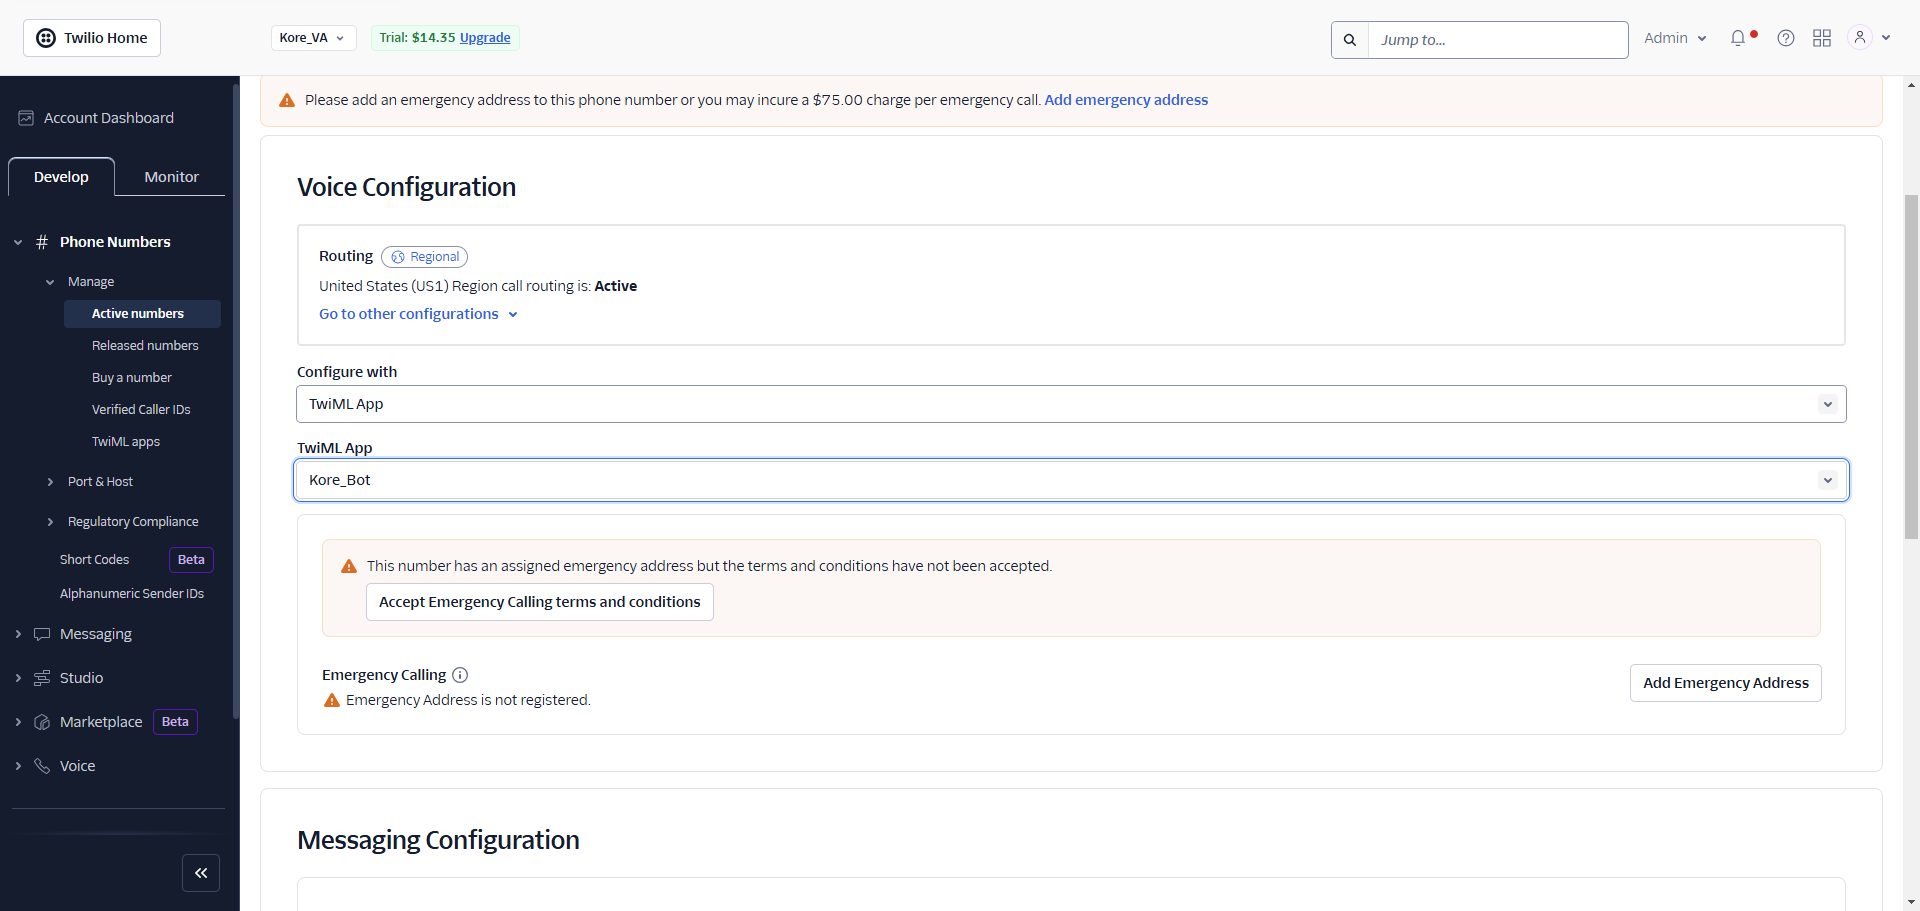 Twilio Home
Kore_VA
Trial: $14.35 Upgrade
Jump to...
Admin
Account Dashboard
Develop
Monitor
Phone Numbers
Manage
Active numbers
Released numbers
Buy a number
Verified Caller IDs
TwiML apps
Port & Host
Regulatory Compliance
Short Codes Beta
Alphanumeric Sender IDs
Messaging
Studio
Marketplace Beta
Voice
Please add an emergency address to this phone number or you may incure a $75.00 charge per emergency call. Add emergency address
Voice Configuration
Routing Regional
United States (US1) Region call routing is: Active
Go to other configurations
Configure with
TwiML App
TwiML App
Kore_Bot
This number has an assigned emergency address but the terms and conditions have not been accepted.
Accept Emergency Calling terms and conditions
Emergency Calling
Emergency Address is not registered.
Add Emergency Address
Messaging Configuration